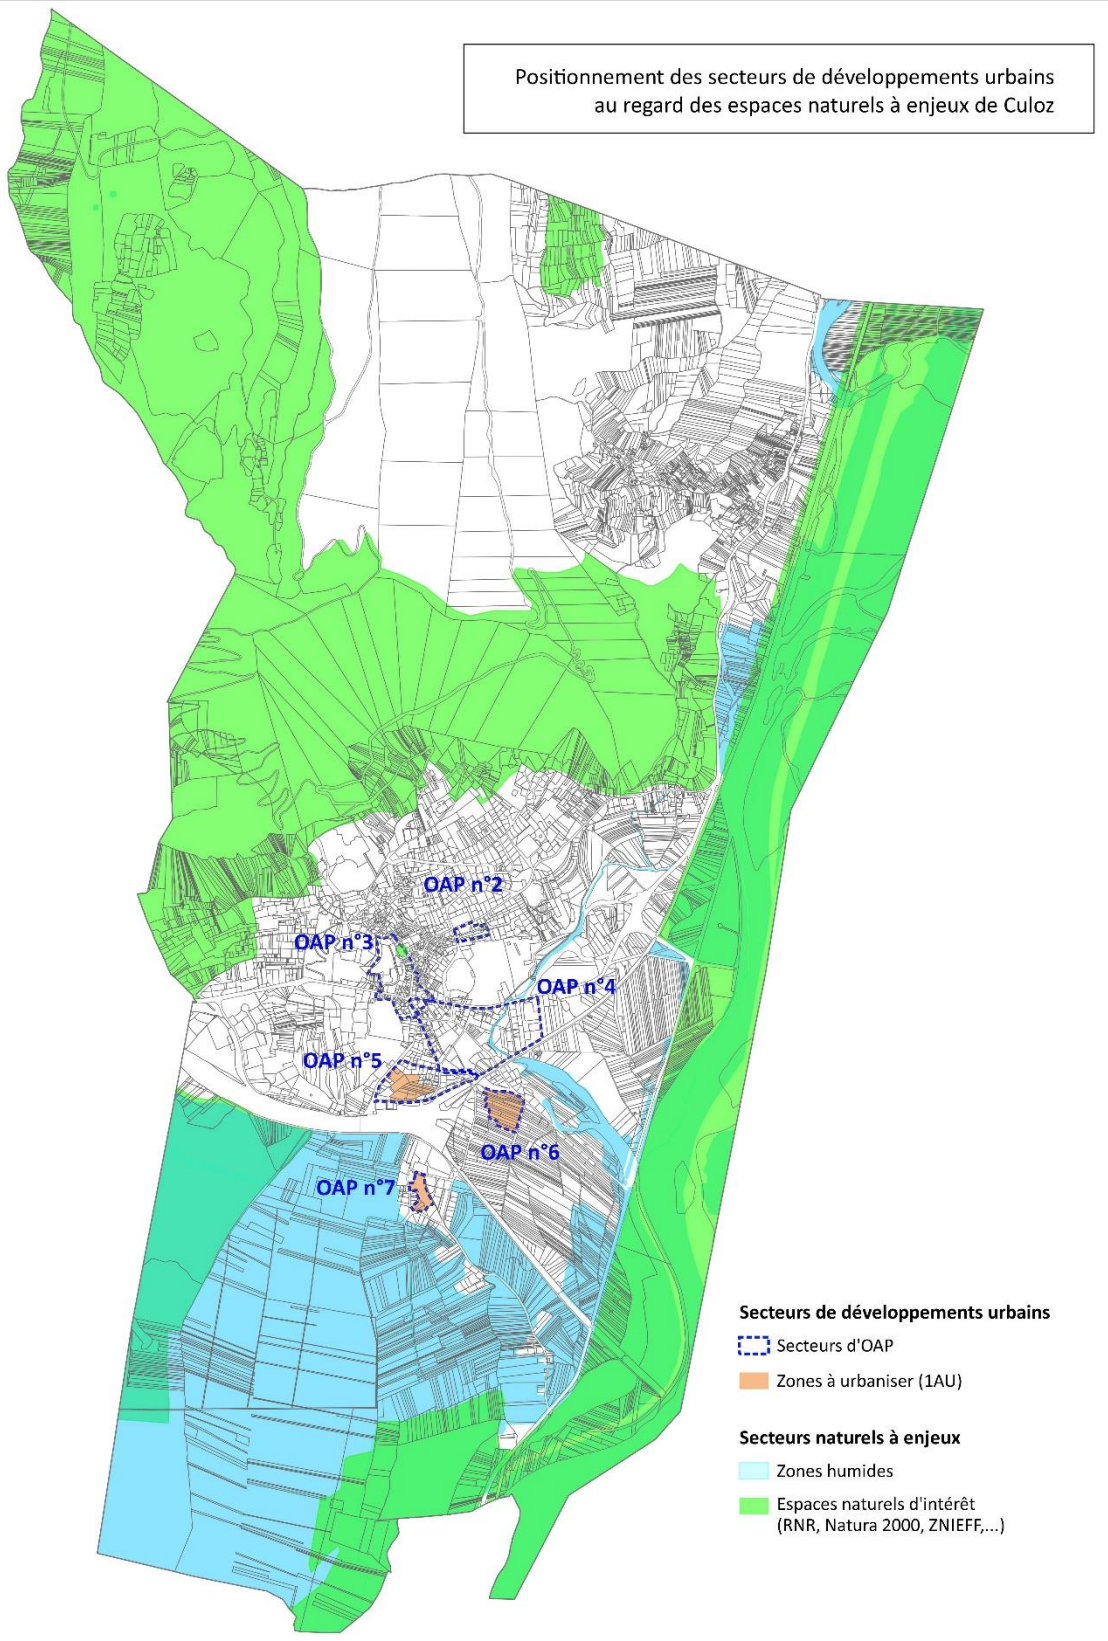 Positionnement des secteurs de développements urbains
au regard des espaces naturels à enjeux de Culoz
OAP n°2
OAP n°3
OAP n°4
OAP n°5
OAP n°6
OAP n°7
Secteurs de développements urbains
Secteurs d'OAP
Zones à urbaniser (1AU)
Secteurs naturels à enjeux
Zones humides
Espaces naturels d'intérêt
(RNR, Natura 2000, ZNIEFF,...)